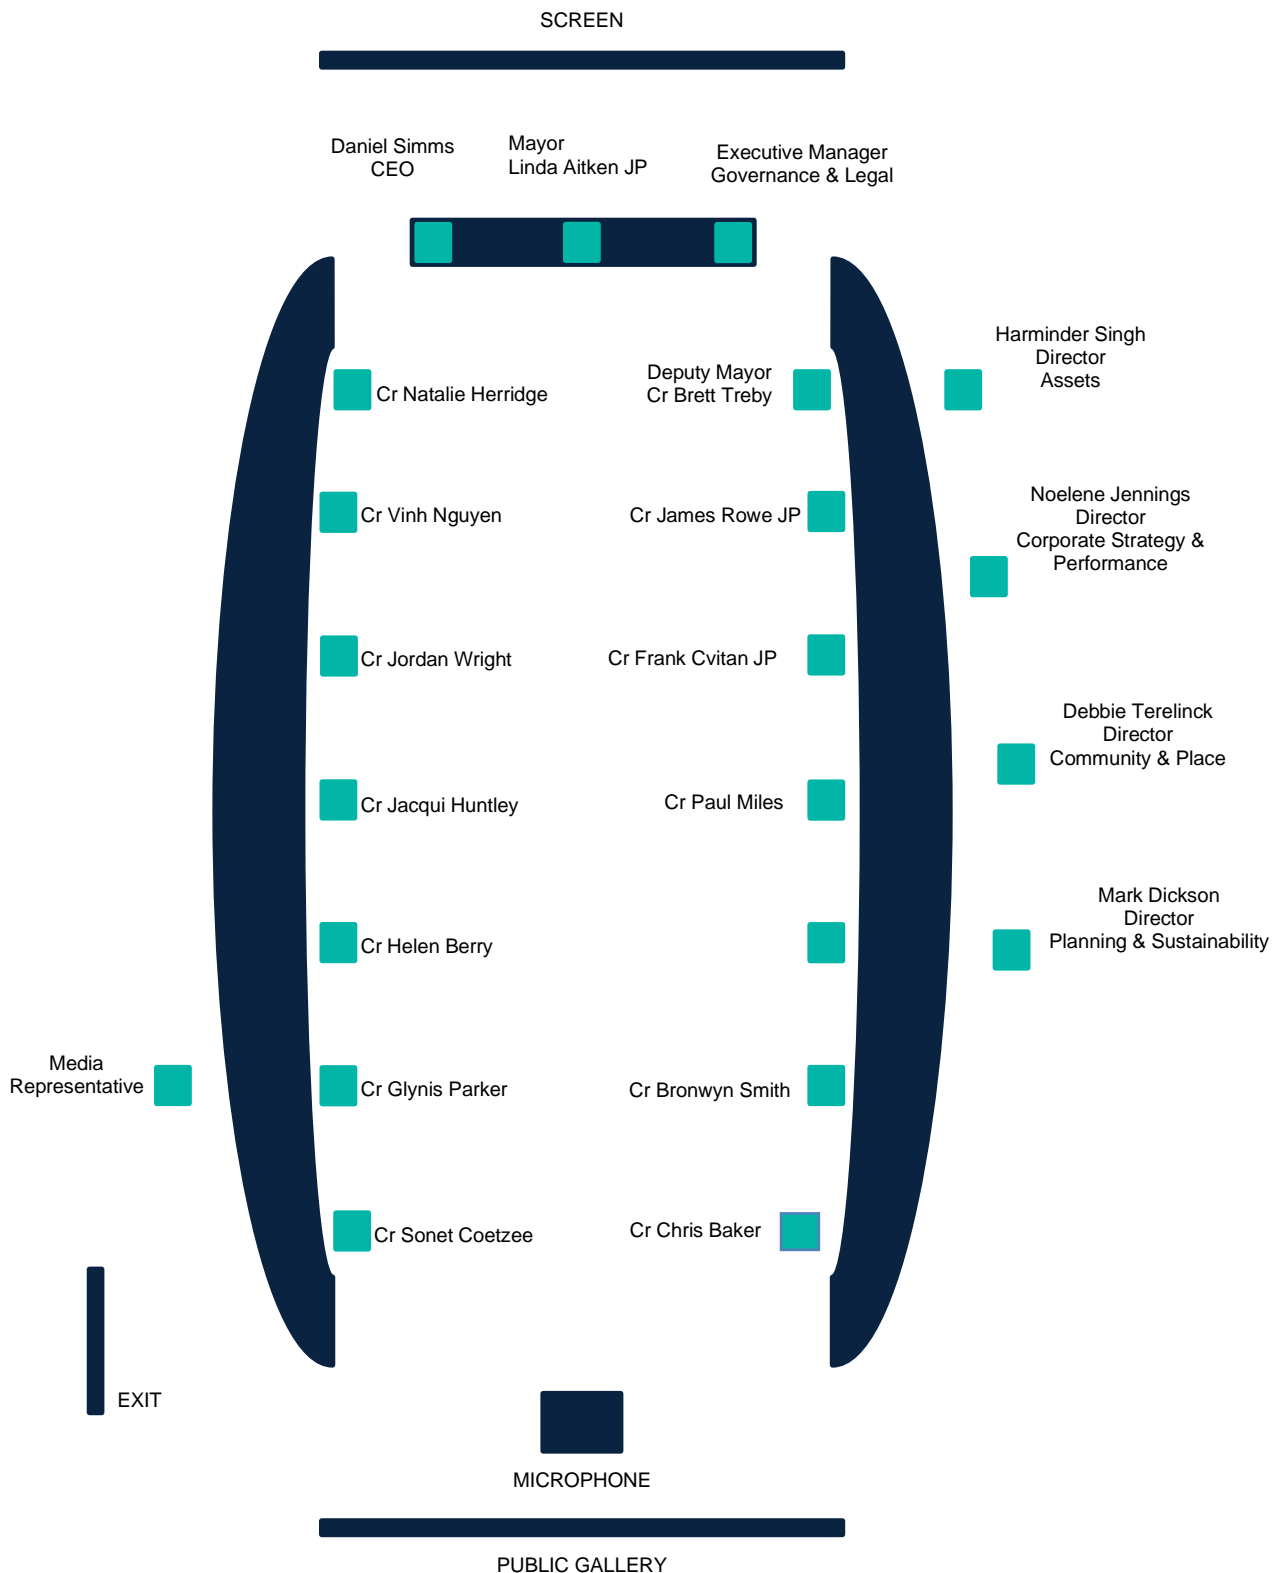 SCREEN
Daniel Simms
CEO
Mayor
Linda Aitken JP
Executive Manager
Governance & Legal
Harminder Singh
Director
Assets
Cr Natalie Herridge
Deputy Mayor
Cr Brett Treby
Noelene Jennings
Director
Corporate Strategy &
Performance
Cr Vinh Nguyen
Cr James Rowe JP
Cr Jordan Wright
Cr Frank Cvitan JP
Debbie Terelinck
Director
Community & Place
Cr Jacqui Huntley
Cr Paul Miles
Mark Dickson
Director
Planning & Sustainability
Cr Helen Berry
Media
Representative
Cr Glynis Parker
Cr Bronwyn Smith
Cr Sonet Coetzee
Cr Chris Baker
EXIT
MICROPHONE
PUBLIC GALLERY